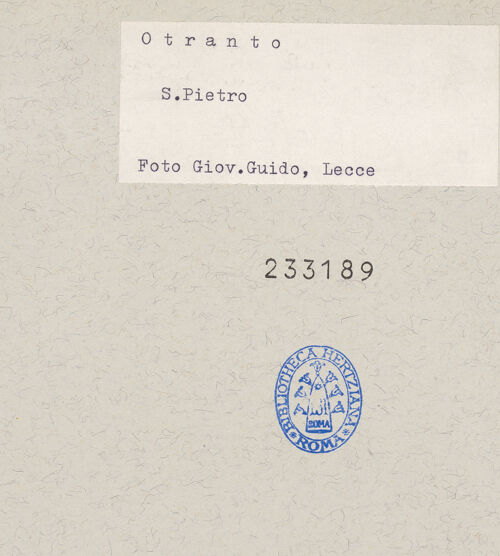 O t r a n t o
S.Pietro
Foto Giov.Guido, Lecce
233189
BIBLIOTHECA HERTZIANA
ROMA
ROMA